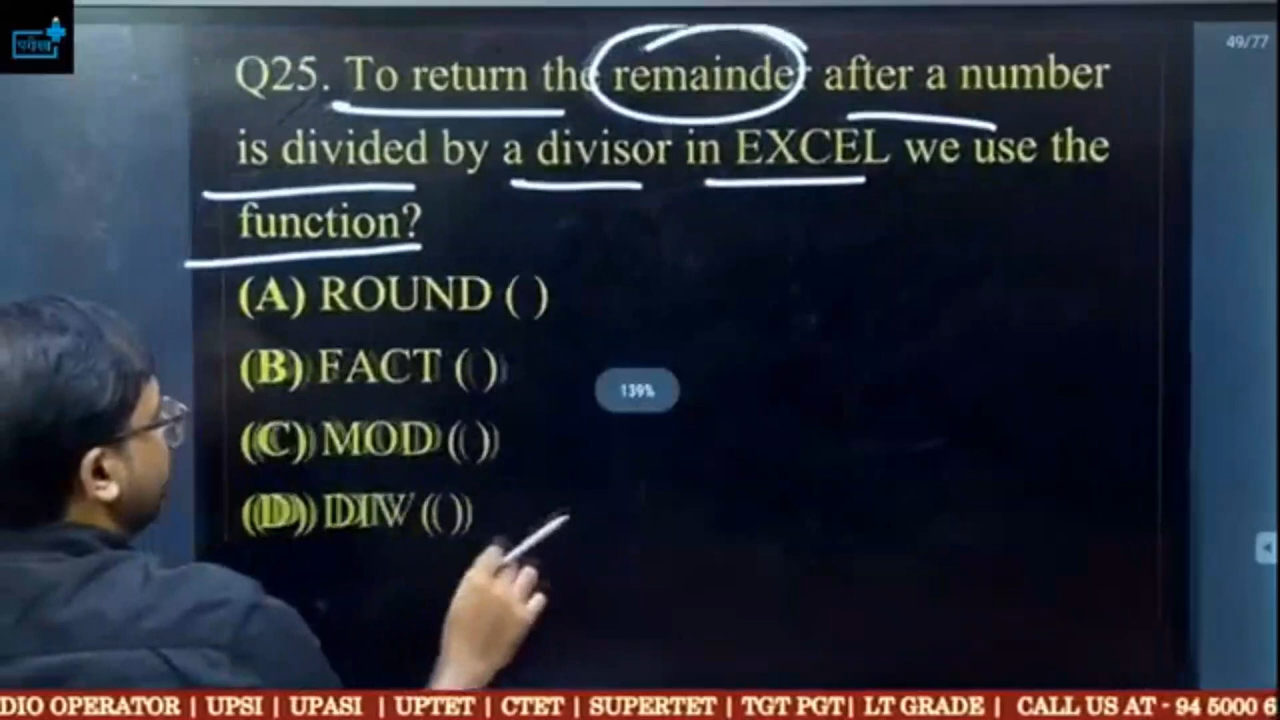 परीक्षा
49/77
Q25. To return the remainder after a number
is divided by a divisor in EXCEL we use the
function?
(A) ROUND ( )
(B) FACT ( )
139%
(C) MOD ( )
(D) DIV ( )
DIO OPERATOR | UPSI | UPASI | UPTET | CTET | SUPERTET | TGT PGT| LT GRADE | CALL US AT - 94 5000 6